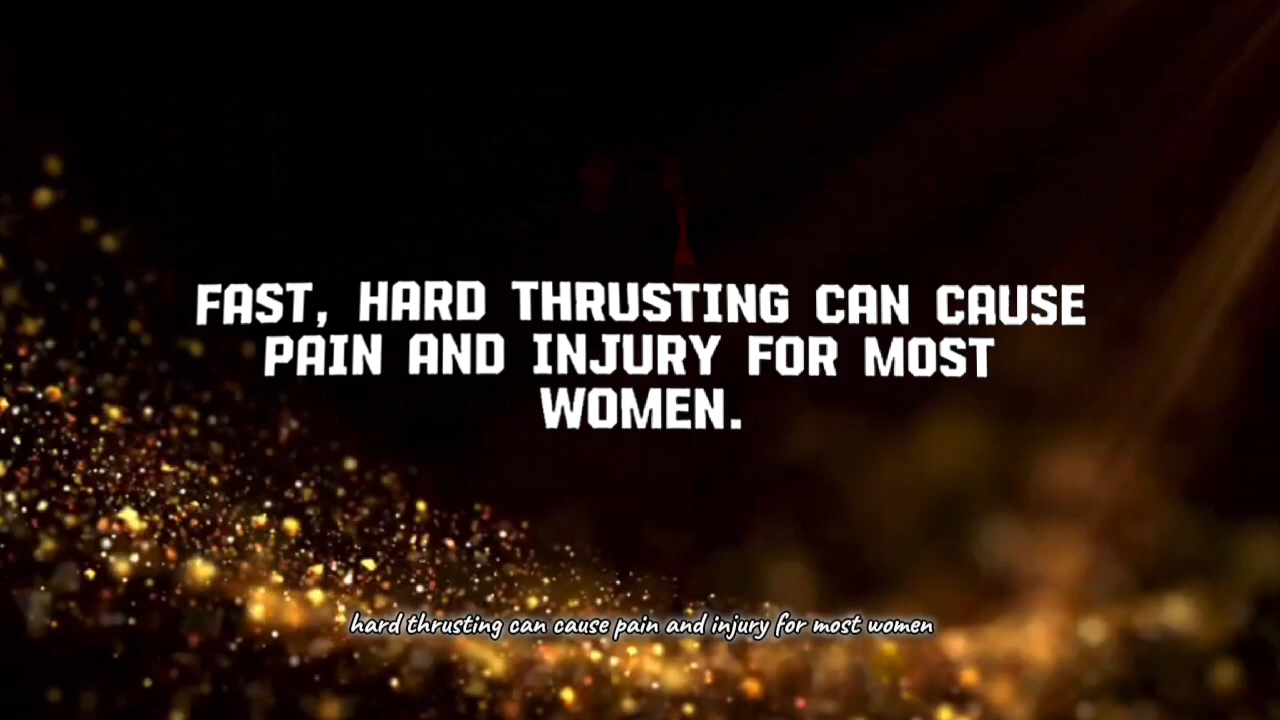 FAST, HARD THRUSTING CAN CAUSE
PAIN AND INJURY FOR MOST
WOMEN.
hard thrusting can cause pain and injury for most women